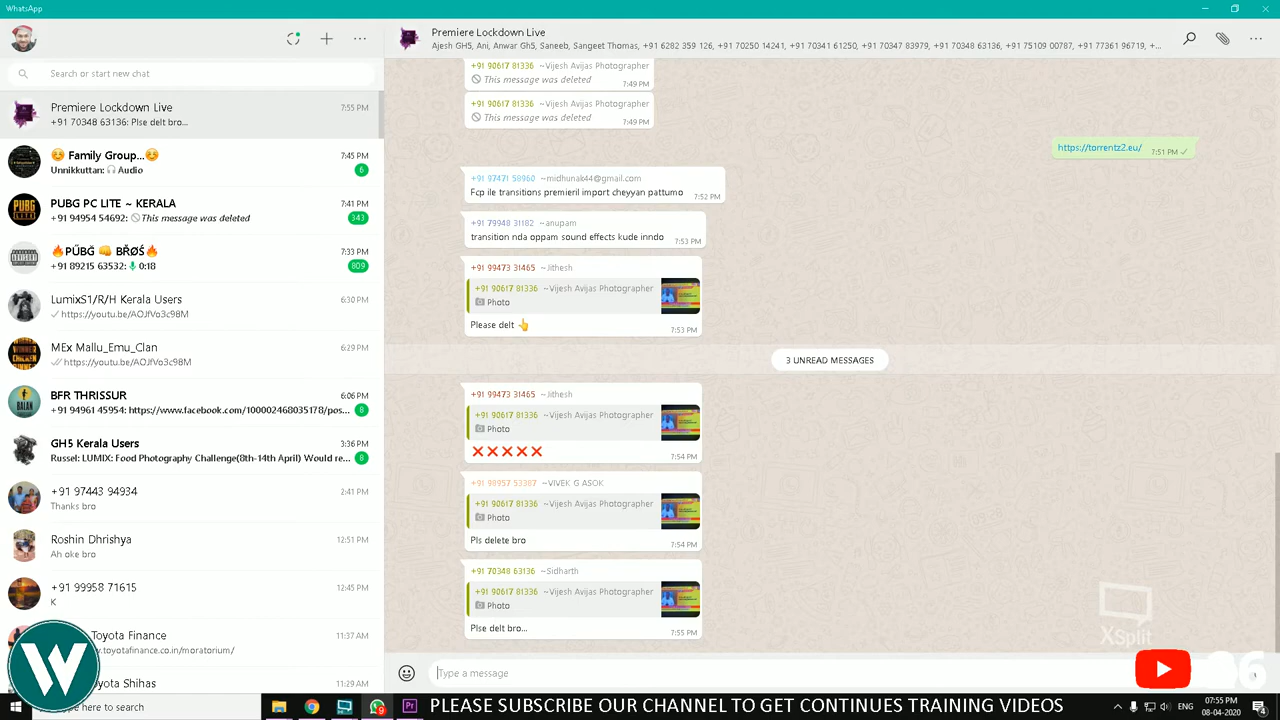 WhatsApp
Search or start new chat
Premiere Lockdown Live
7:55 PM
+91 70348 63136: Plse delt bro...
😊 Family Group...😊
7:45 PM
Unnikkuttan: 🎧 Audio
6
PUBG PC LITE ~ KERALA
7:41 PM
+91 94954 54692: 🚫This message was deleted
343
🔥PŰBĞ 👊 BŘØŚ🔥
7:33 PM
+91 89215 63532: 🎤 0:18
809
LumixS1/R/H Kerala Users
6:30 PM
✓ https://youtu.be/AOJfVo3c98M
MEx Mallu_Emu_Clan
6:29 PM
✓✓ https://youtu.be/AOJfVo3c98M
BFR THRISSUR
6:06 PM
+91 94961 45954: https://www.facebook.com/100002468035178/pos...
8
GH5 Kerala Users
3:36 PM
Russel: LUMIX: Food Photography Challenge(8th-14th April) Would re...
8
+91 97443 94934
2:41 PM
Thanks bro
Roshin Dhrishya
12:51 PM
Ah oke bro
+91 99958 71615
12:45 PM
K
Toyota Finance
11:37 AM
.toyotafinance.co.in/moratorium/
Toyota Shihas
11:29 AM
Premiere Lockdown Live
Ajesh GH5, Ani, Anwar Gh5, Saneeb, Sangeet Thomas, +91 6282 359 126, +91 70250 14241, +91 70341 61250, +91 70347 83979, +91 70348 63136, +91 75109 00787, +91 77361 96719, +...
+91 90617 81336 ~Vijesh Avijas Photographer
🚫 This message was deleted
7:49 PM
+91 90617 81336 ~Vijesh Avijas Photographer
🚫 This message was deleted
7:49 PM
https://torrentz2.eu/
7:51 PM ✓
+91 97471 58960 ~midhunak44@gmail.com
Fcp ile transitions premieril import cheyyan pattumo
7:52 PM
+91 79948 31182 ~anupam
transition nda oppam sound effects kude inndo
7:53 PM
+91 99473 31465 ~Jithesh
+91 90617 81336 ~Vijesh Avijas Photographer
Photo
Please delt 👆
7:53 PM
3 UNREAD MESSAGES
+91 99473 31465 ~Jithesh
+91 90617 81336 ~Vijesh Avijas Photographer
Photo
❌❌❌❌❌
7:54 PM
+91 98957 53387 ~VIVEK G ASOK
+91 90617 81336 ~Vijesh Avijas Photographer
Photo
Pls delete bro
7:54 PM
+91 70348 63136 ~Sidharth
+91 90617 81336 ~Vijesh Avijas Photographer
Photo
Plse delt bro...
7:55 PM
XSplit
Type a message
W
here to search
9
Pr
PLEASE SUBSCRIBE OUR CHANNEL TO GET CONTINUES TRAINING VIDEOS
ENG
07:55 PM
08-04-2020
4